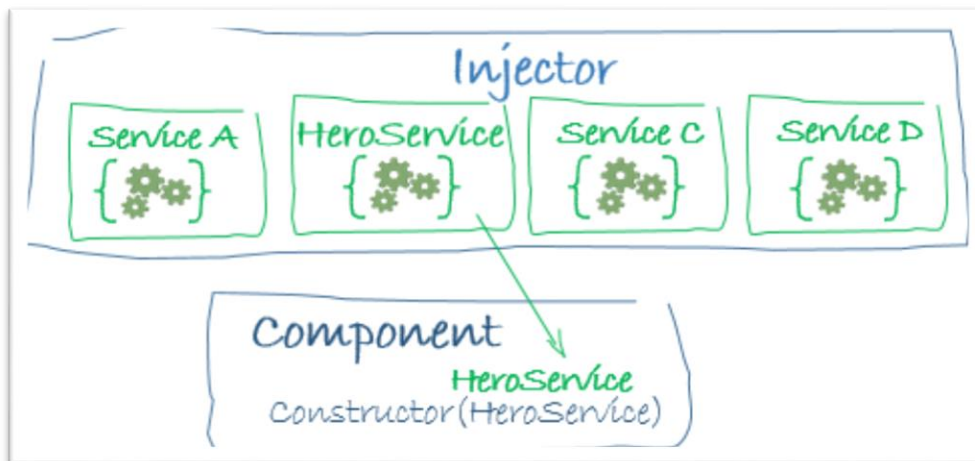 Injector
Service A
HeroService
Service C
Service D
Component
HeroService
Constructor(HeroService)